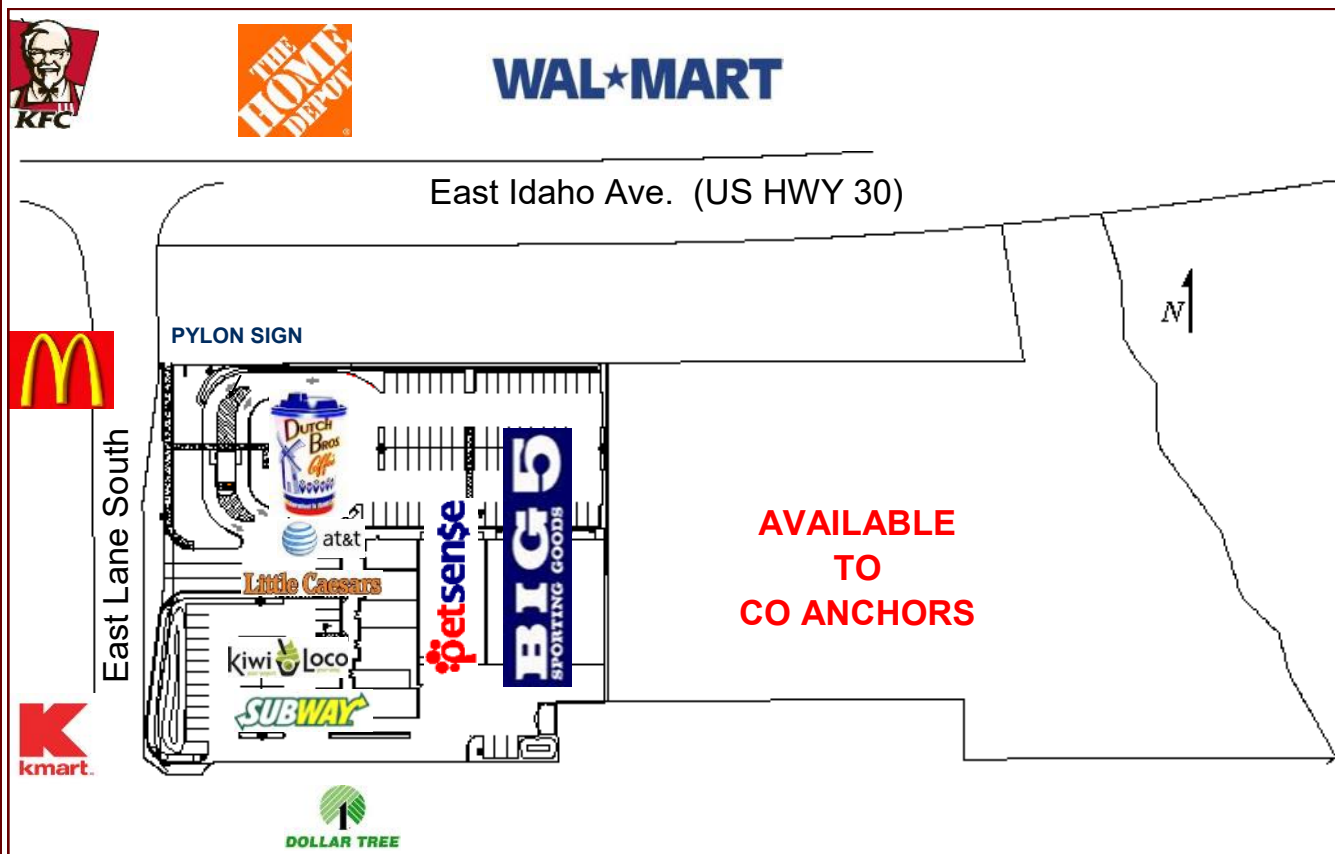 KFC
THE
HOME
DEPOT
WAL★MART
East Idaho Ave. (US HWY 30)
N
PYLON SIGN
East Lane South
DUTCH
BROS
Coffee
at&t
Little Caesars
petsense
BIG 5
SPORTING GOODS
AVAILABLE
TO
CO ANCHORS
Kiwi Loco
SUBWAY
K
kmart
1
DOLLAR TREE